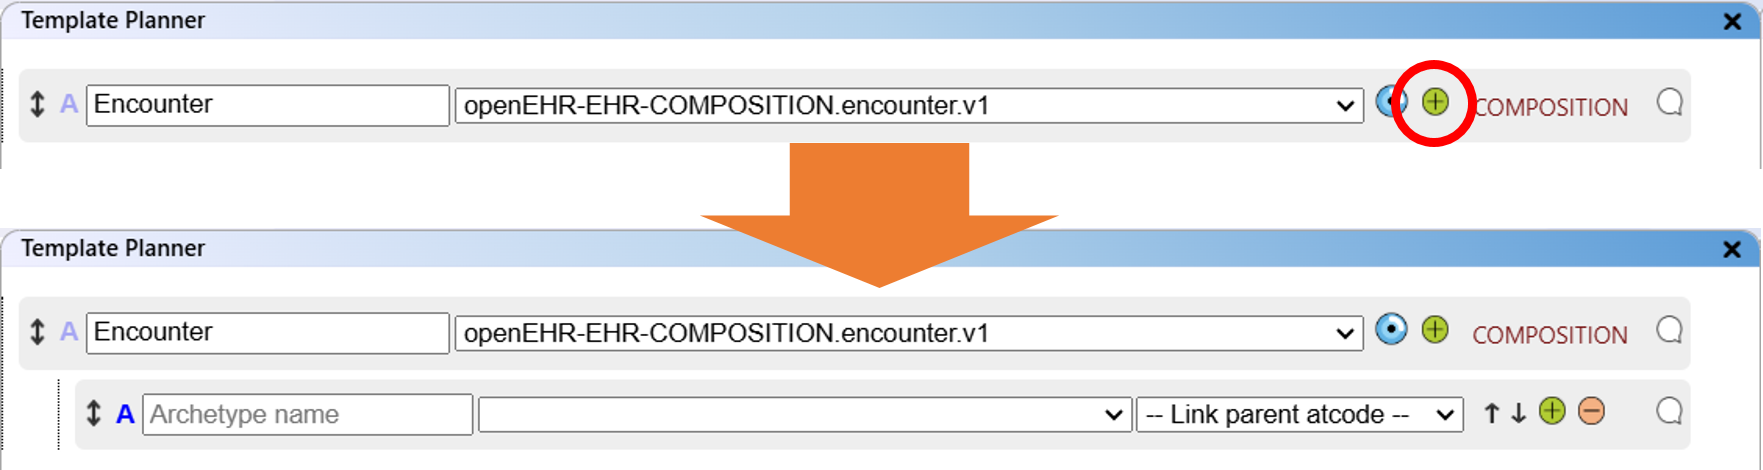 Template Planner
A Encounter openEHR-EHR-COMPOSITION.encounter.v1 COMPOSITION
Template Planner
A Encounter openEHR-EHR-COMPOSITION.encounter.v1 COMPOSITION
A Archetype name -- Link parent atcode --